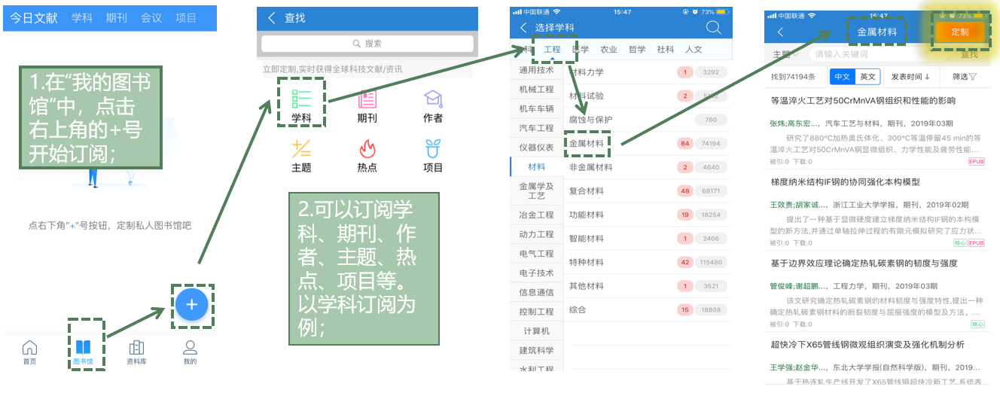 今日文献 学科 期刊 会议 项目
1.在“我的图书
馆”中，点击
右上角的+号
开始订阅；
点右下角"+"号按钮，定制私人图书馆吧
+
首页 图书馆 资料库 我的
查找
搜索
立即定制,实时获得全球科技文献/资讯
学科 期刊 作者
主题 热点 项目
2.可以订阅学
科、期刊、作
者、主题、热
点、项目等。
以学科订阅为
例；
中国联通 15:47 73%
选择学科
工程 医学 农业 哲学 社科 人文
通用技术
机械工程
机车车辆
汽车工程
仪器仪表
材料
金属学及
工艺
冶金工程
动力工程
电气工程
电子技术
信息通信
控制工程
计算机
建筑科学
水利工程
材料力学 1 3292
材料试验 2
腐蚀与保护 760
金属材料 84 74194
非金属材料 2 4640
复合材料 48 68171
功能材料 19 18254
智能材料 1 2406
特种材料 42 115480
其他材料 1 3521
综合 15 18808
中国联通 15:47 73%
金属材料 定制
主题 请输入关键词 查找
找到74194条 中文 英文 发表时间↓ 筛选
等温淬火工艺对50CrMnVA钢组织和性能的影响
张炜;高东宏...，汽车工艺与材料，期刊，2019年03期
研究了880°C加热奥氏体化、300°C等温停留45 min的等
温淬火工艺对50CrMnVA钢显微组织、力学性能及疲劳性能...
被引:0 下载:0 EPUB
梯度纳米结构IF钢的协同强化本构模型
王效贵;胡家诚...，浙江工业大学学报，期刊，2019年02期
提出了一种基于显微硬度建立梯度纳米结构IF钢的本构模
型的新方法,并通过单轴拉伸过程的有限元模拟研究了应力状...
被引:0 下载:0 核心 EPUB
基于边界效应理论确定热轧碳素钢的韧度与强度
管俊峰;谢超鹏...，工程力学，期刊，2019年03期
该文研究确定热轧碳素钢的材料韧度与强度特性,提出一种
确定热轧碳素钢材料的断裂韧度与屈服强度的模型及方法。...
被引:0 下载:0 核心
超快冷下X65管线钢微观组织演变及强化机制分析
王学强;赵金华...，东北大学学报(自然科学版)，期刊，2019...
基于热连轧生产线开发了X65管线钢超快冷新工艺,系统表